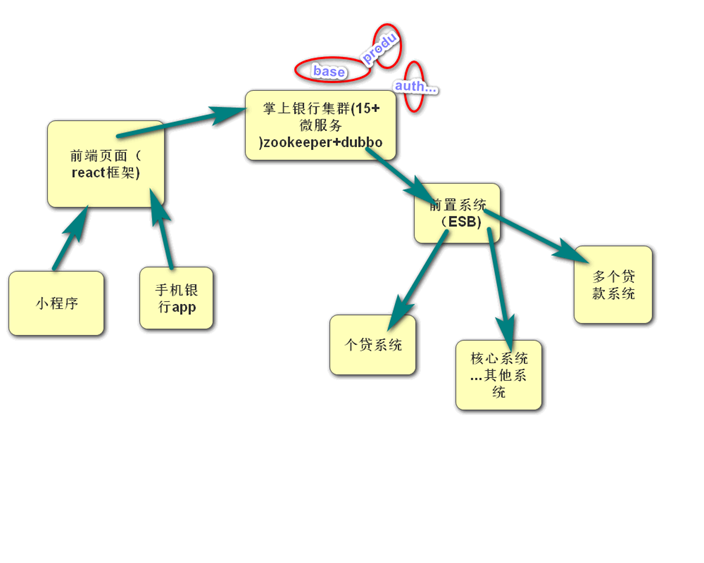 base
produ
auth...
掌上银行集群(15+
微服务
)zookeeper+dubbo
前端页面（
react框架)
前置系统
（ESB)
小程序
手机银
行app
多个贷
款系统
个贷系统
核心系统
...其他系
统